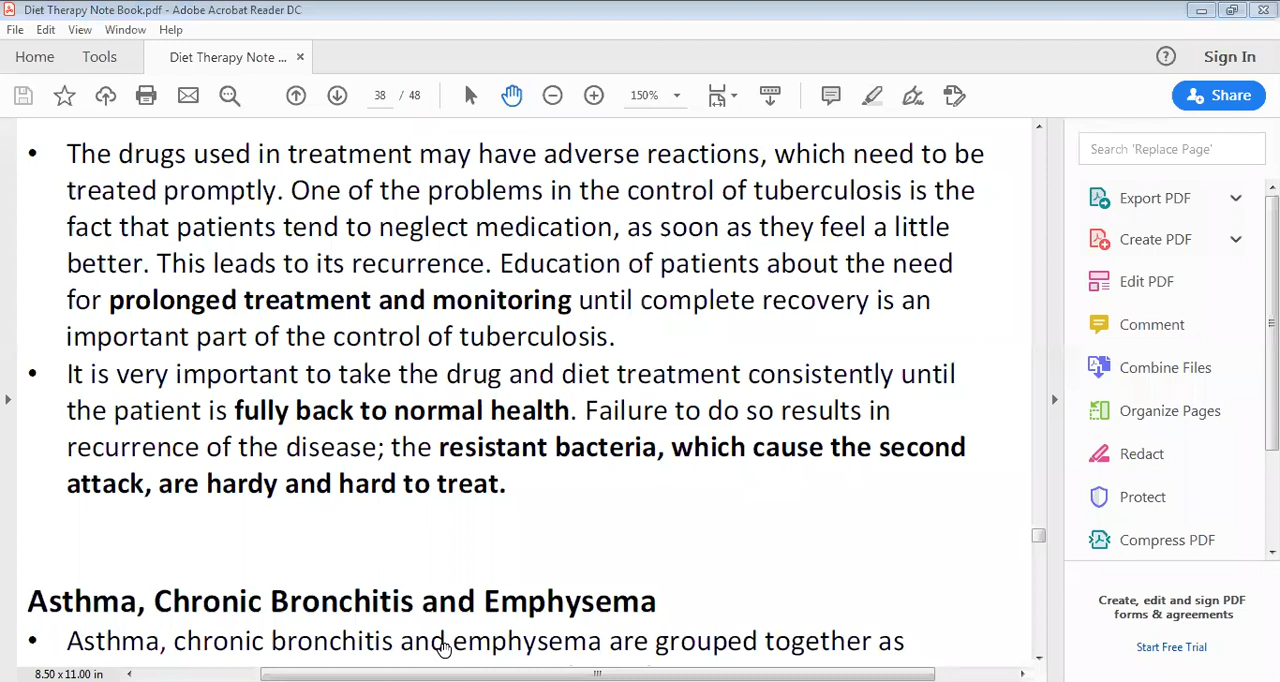 Diet Therapy Note Book.pdf - Adobe Acrobat Reader DC
File Edit View Window Help
Home Tools Diet Therapy Note ... × Sign In
38 / 48 150% Share
• The drugs used in treatment may have adverse reactions, which need to be
treated promptly. One of the problems in the control of tuberculosis is the
fact that patients tend to neglect medication, as soon as they feel a little
better. This leads to its recurrence. Education of patients about the need
for prolonged treatment and monitoring until complete recovery is an
important part of the control of tuberculosis.
• It is very important to take the drug and diet treatment consistently until
the patient is fully back to normal health. Failure to do so results in
recurrence of the disease; the resistant bacteria, which cause the second
attack, are hardy and hard to treat.
Asthma, Chronic Bronchitis and Emphysema
• Asthma, chronic bronchitis and emphysema are grouped together as
8.50 x 11.00 in
Search 'Replace Page'
Export PDF
Create PDF
Edit PDF
Comment
Combine Files
Organize Pages
Redact
Protect
Compress PDF
Create, edit and sign PDF
forms & agreements
Start Free Trial